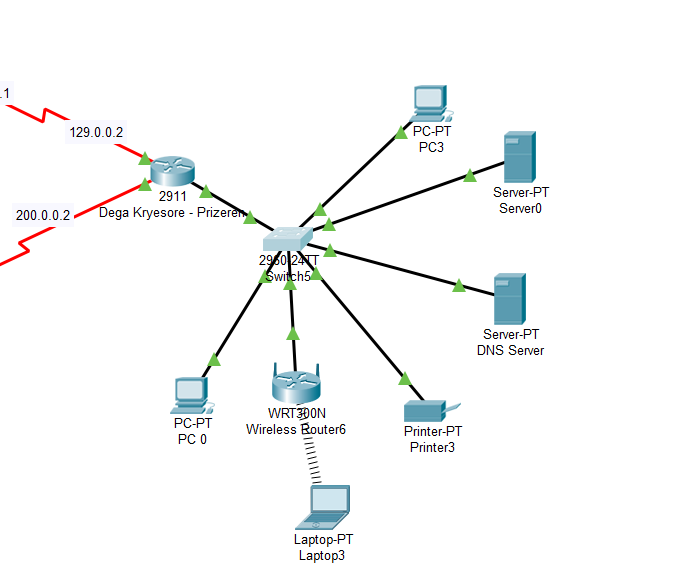 .1
129.0.0.2
PC-PT
PC3
2911
Dega Kryesore - Prizeren
Server-PT
Server0
200.0.0.2
2960-24TT
Switch5
Server-PT
DNS Server
PC-PT
PC 0
WRT300N
Wireless Router6
Printer-PT
Printer3
Laptop-PT
Laptop3